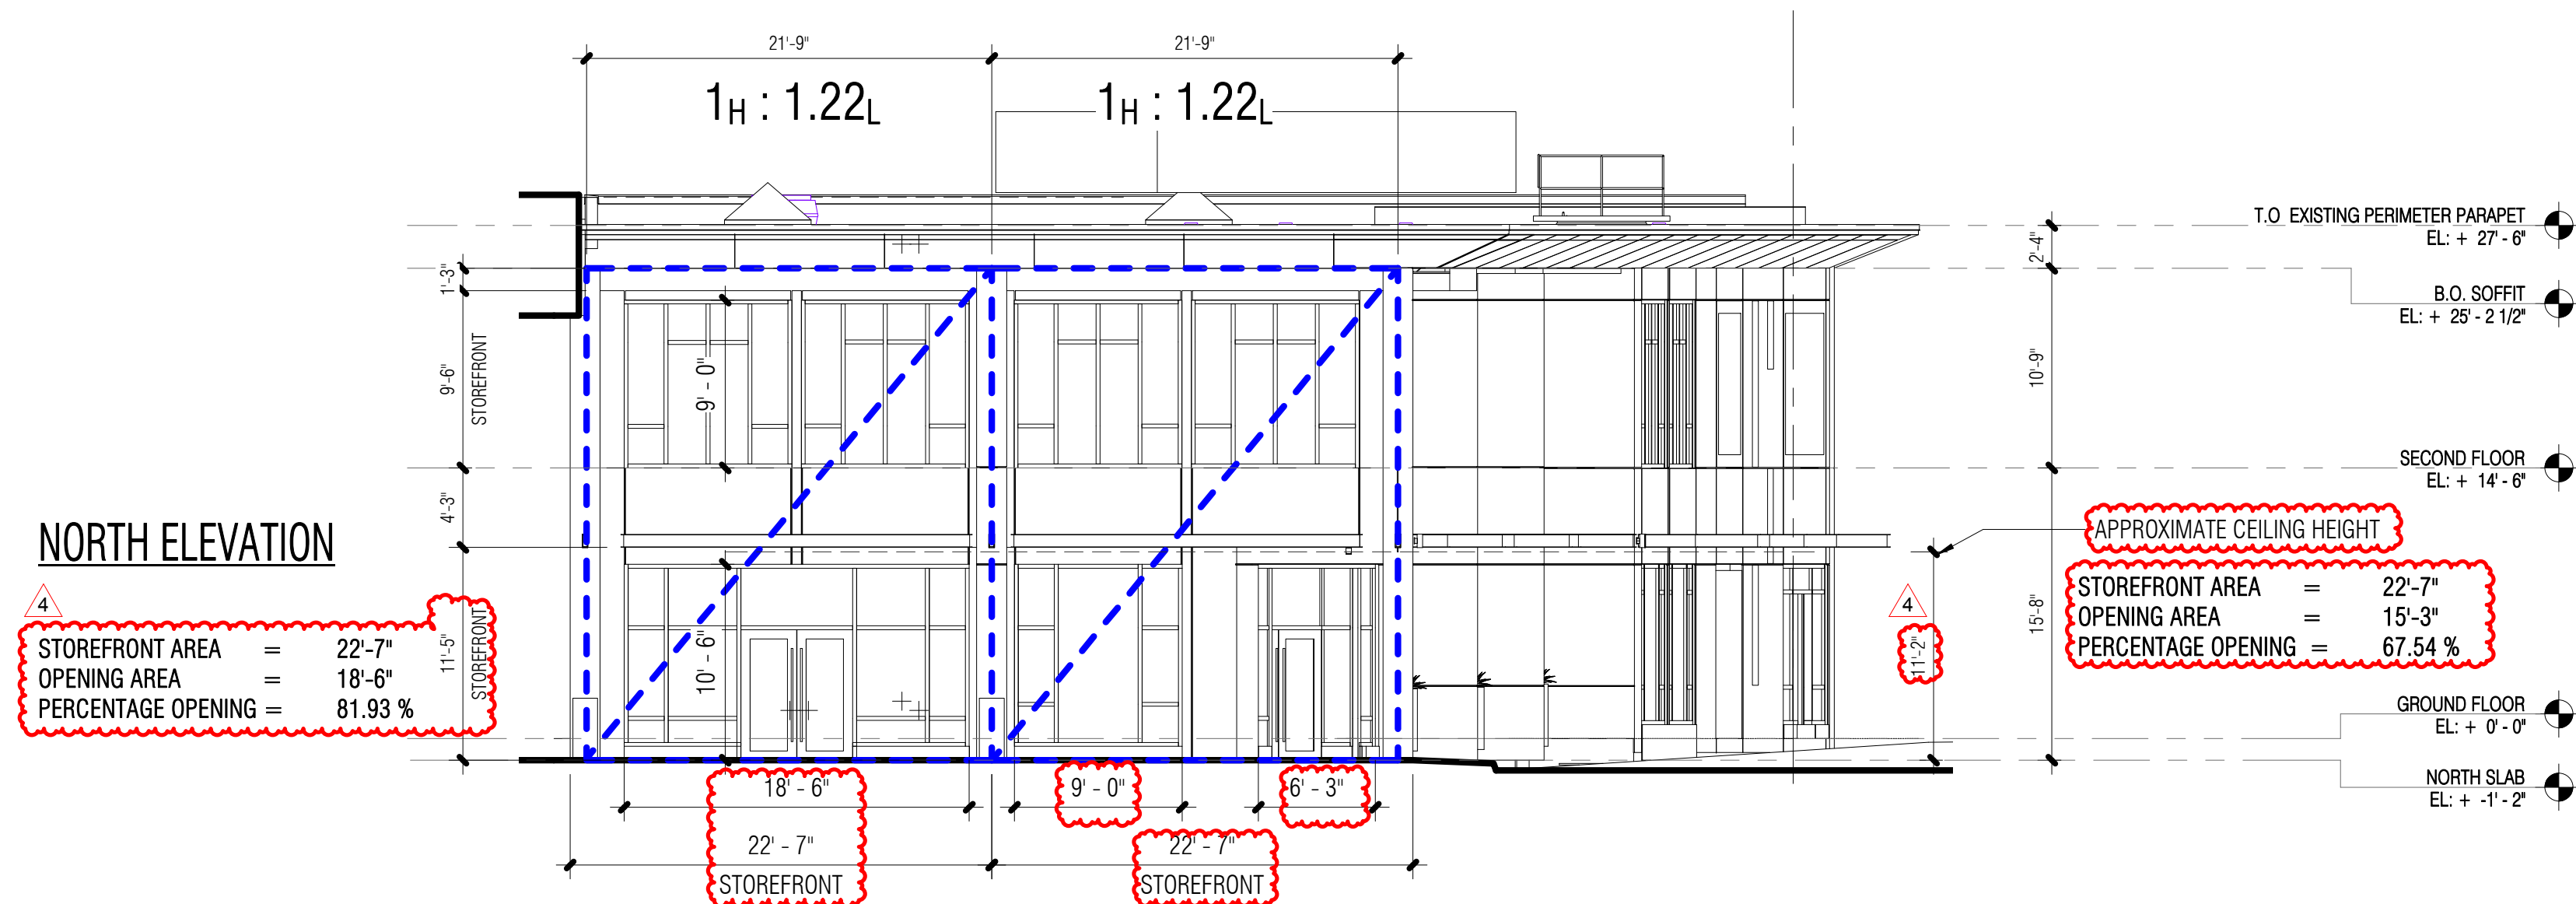 21'-9"
21'-9"
1H : 1.22L
1H : 1.22L
T.O EXISTING PERIMETER PARAPET
EL: + 27' - 6"
2'-4"
1'-3"
B.O. SOFFIT
EL: + 25' - 2 1/2"
9'-6"
STOREFRONT
9' - 0"
10'-9"
SECOND FLOOR
EL: + 14' - 6"
4'-3"
NORTH ELEVATION
APPROXIMATE CEILING HEIGHT
4
STOREFRONT AREA = 22'-7"
OPENING AREA = 18'-6"
PERCENTAGE OPENING = 81.93 %
11'-5"
STOREFRONT
10' - 6"
4
11'-2"
15'-8"
STOREFRONT AREA = 22'-7"
OPENING AREA = 15'-3"
PERCENTAGE OPENING = 67.54 %
GROUND FLOOR
EL: + 0' - 0"
NORTH SLAB
EL: + -1' - 2"
18' - 6"
9' - 0"
6' - 3"
22' - 7"
22' - 7"
STOREFRONT
STOREFRONT